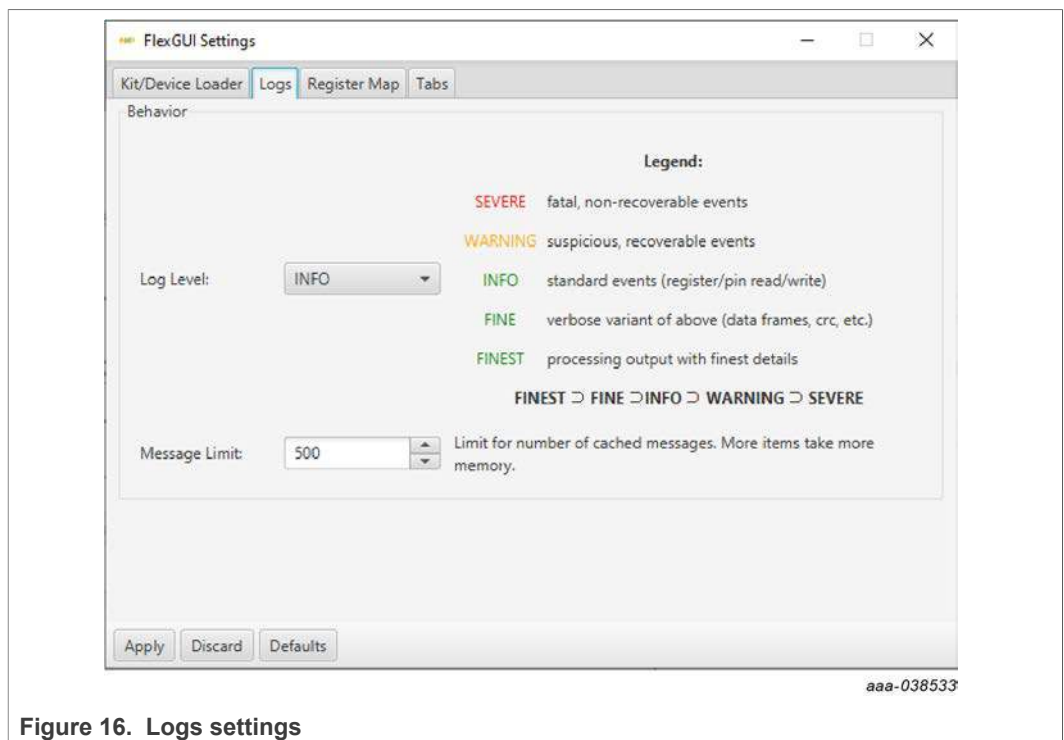 FlexGUI Settings
Kit/Device Loader Logs Register Map Tabs
Behavior
Legend:
SEVERE fatal, non-recoverable events
WARNING suspicious, recoverable events
Log Level: INFO INFO standard events (register/pin read/write)
FINE verbose variant of above (data frames, crc, etc.)
FINEST processing output with finest details
FINEST ⊃ FINE ⊃INFO ⊃ WARNING ⊃ SEVERE
Message Limit: 500 Limit for number of cached messages. More items take more
memory.
Apply Discard Defaults
aaa-038533
Figure 16. Logs settings